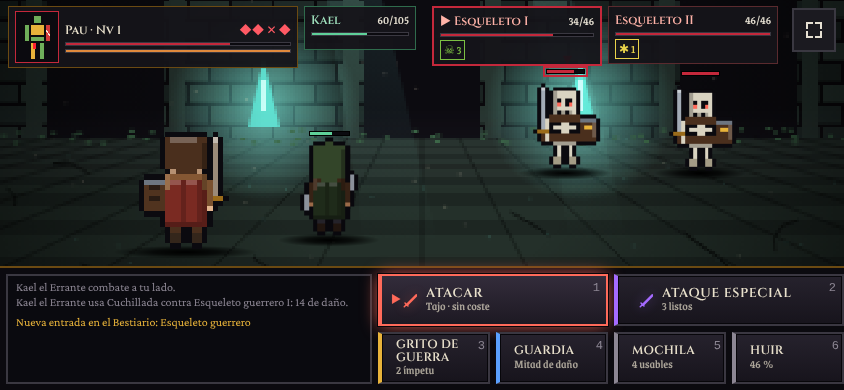 Pau · Nv 1
Kael 60/105
Esqueleto I 34/46
3
Esqueleto II 46/46
1
Kael el Errante combate a tu lado.
Kael el Errante usa Cuchillada contra Esqueleto guerrero I: 14 de daño.
Nueva entrada en el Bestiario: Esqueleto guerrero
ATACAR 1
Tajo · sin coste
ATAQUE ESPECIAL 2
3 listos
GRITO DE 3
GUERRA
2 ímpetu
GUARDIA 4
Mitad de daño
MOCHILA 5
4 usables
HUIR 6
46 %